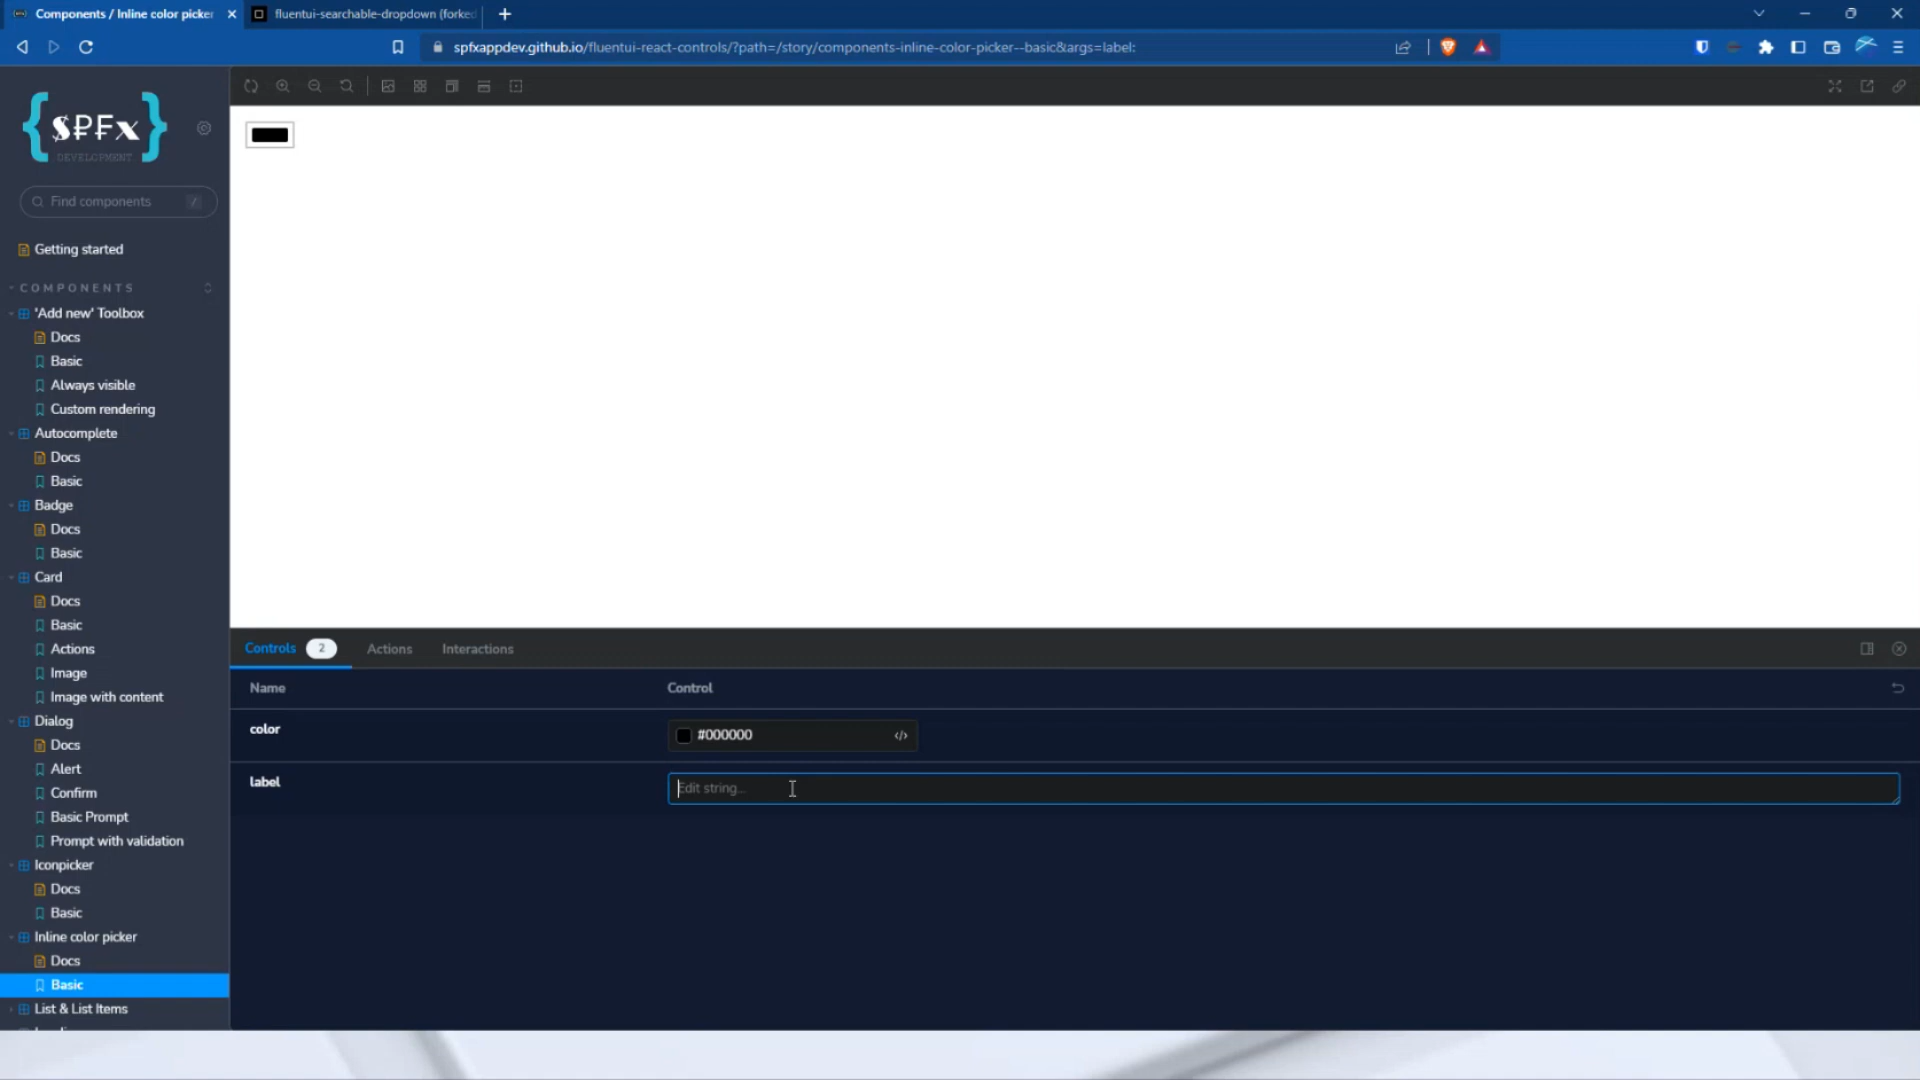 Components / Inline color picker
fluentui-searchable-dropdown (forked
spfxappdev.github.io/fluentui-react-controls/?path=/story/components-inline-color-picker--basic&args=label:
{$₽₣x}
DEVELOPMENT
Find components /
Getting started
COMPONENTS
'Add new' Toolbox
Docs
Basic
Always visible
Custom rendering
Autocomplete
Docs
Basic
Badge
Docs
Basic
Card
Docs
Basic
Actions
Image
Image with content
Dialog
Docs
Alert
Confirm
Basic Prompt
Prompt with validation
Iconpicker
Docs
Basic
Inline color picker
Docs
Basic
List & List Items
Controls 2 Actions Interactions
Name Control
color #000000
label Edit string...